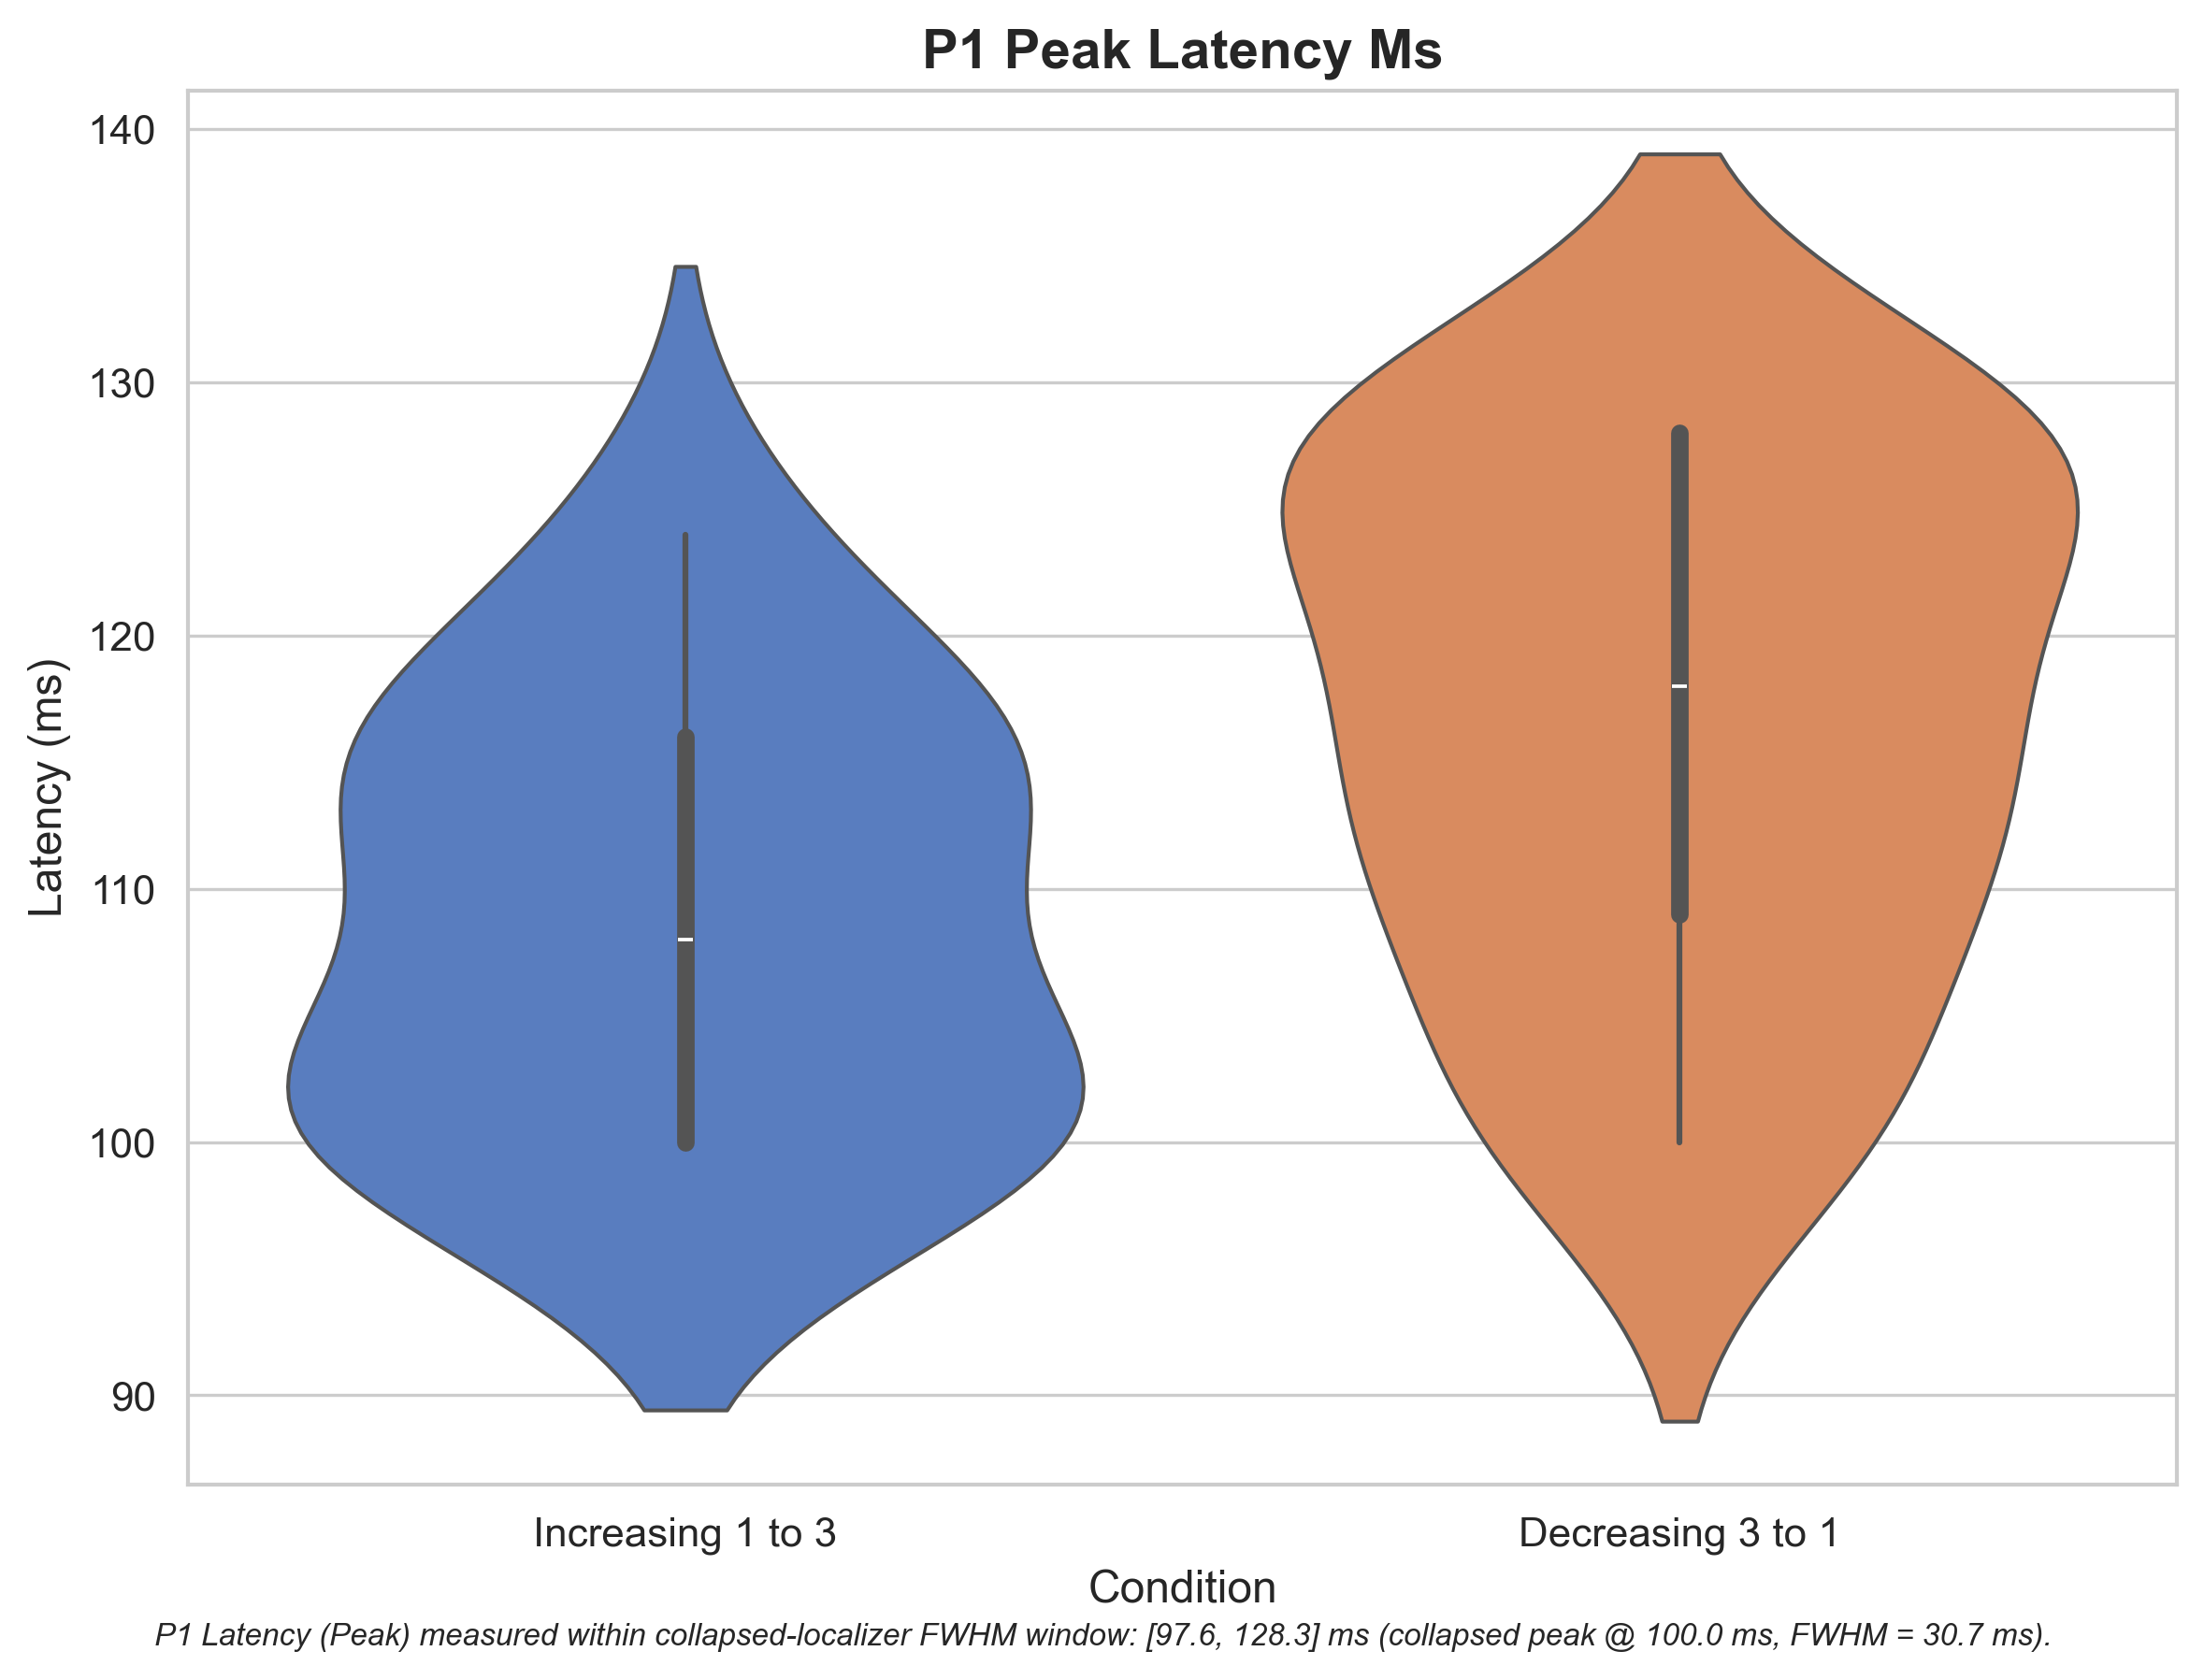 P1 Peak Latency Ms
140
130
120
110
100
90
Latency (ms)
Increasing 1 to 3
Decreasing 3 to 1
Condition
P1 Latency (Peak) measured within collapsed-localizer FWHM window: [97.6, 128.3] ms (collapsed peak @ 100.0 ms, FWHM = 30.7 ms).